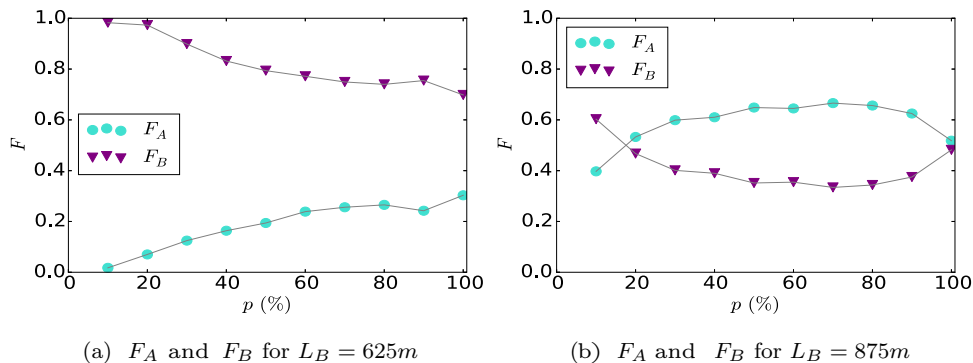 1.0
0.8
0.6
0.4
0.2
0.0
F
F_A
F_B
0 20 40 60 80 100
p (%)
(a) F_A and F_B for L_B = 625m
1.0
0.8
0.6
0.4
0.2
0.0
F
F_A
F_B
0 20 40 60 80 100
p (%)
(b) F_A and F_B for L_B = 875m